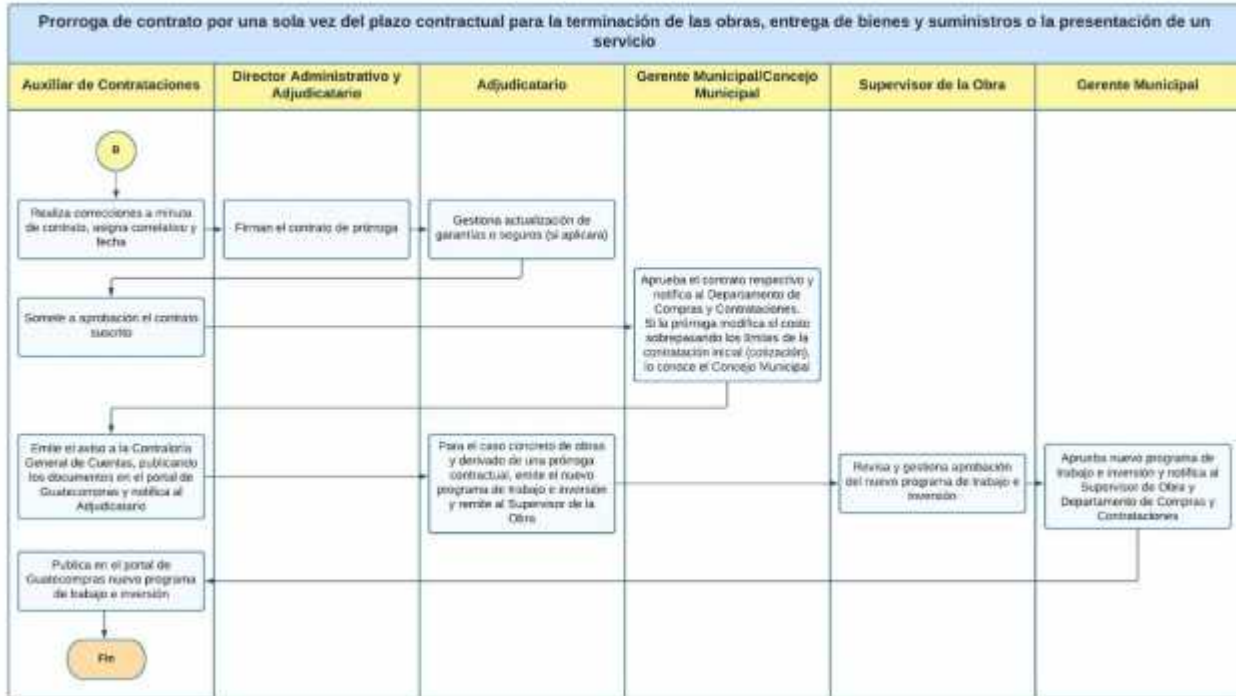 Prorroga de contrato por una sola vez del plazo contractual para la terminación de las obras, entrega de bienes y suministros o la presentación de un
servicio
Auxiliar de Contrataciones
Director Administrativo y
Adjudicatario
Adjudicatario
Gerente Municipal/Concejo
Municipal
Supervisor de la Obra
Gerente Municipal
B
Realiza correcciones a minuta
de contrato, asigna correlativo y
fecha
Firman el contrato de prórroga
Gestiona actualización de
garantías o seguros (si aplicara)
Somete a aprobación el contrato
suscrito
Aprueba el contrato respectivo y
notifica al Departamento de
Compras y Contrataciones.
Si la prórroga modifica el costo
sobrepasando los límites de la
contratación inicial (cotización),
lo conoce el Concejo Municipal
Emite el aviso a la Contraloría
General de Cuentas, publicando
los documentos en el portal de
Guatecompras y notifica al
Adjudicatario
Para el caso concreto de obras
y derivado de una prórroga
contractual, emite el nuevo
programa de trabajo e inversión
y remite al Supervisor de la
Obra
Revisa y gestiona aprobación
del nuevo programa de trabajo e
inversión
Aprueba nuevo programa de
trabajo e inversión y notifica al
Supervisor de Obra y
Departamento de Compras y
Contrataciones
Publica en el portal de
Guatecompras nuevo programa
de trabajo e inversión
Fin